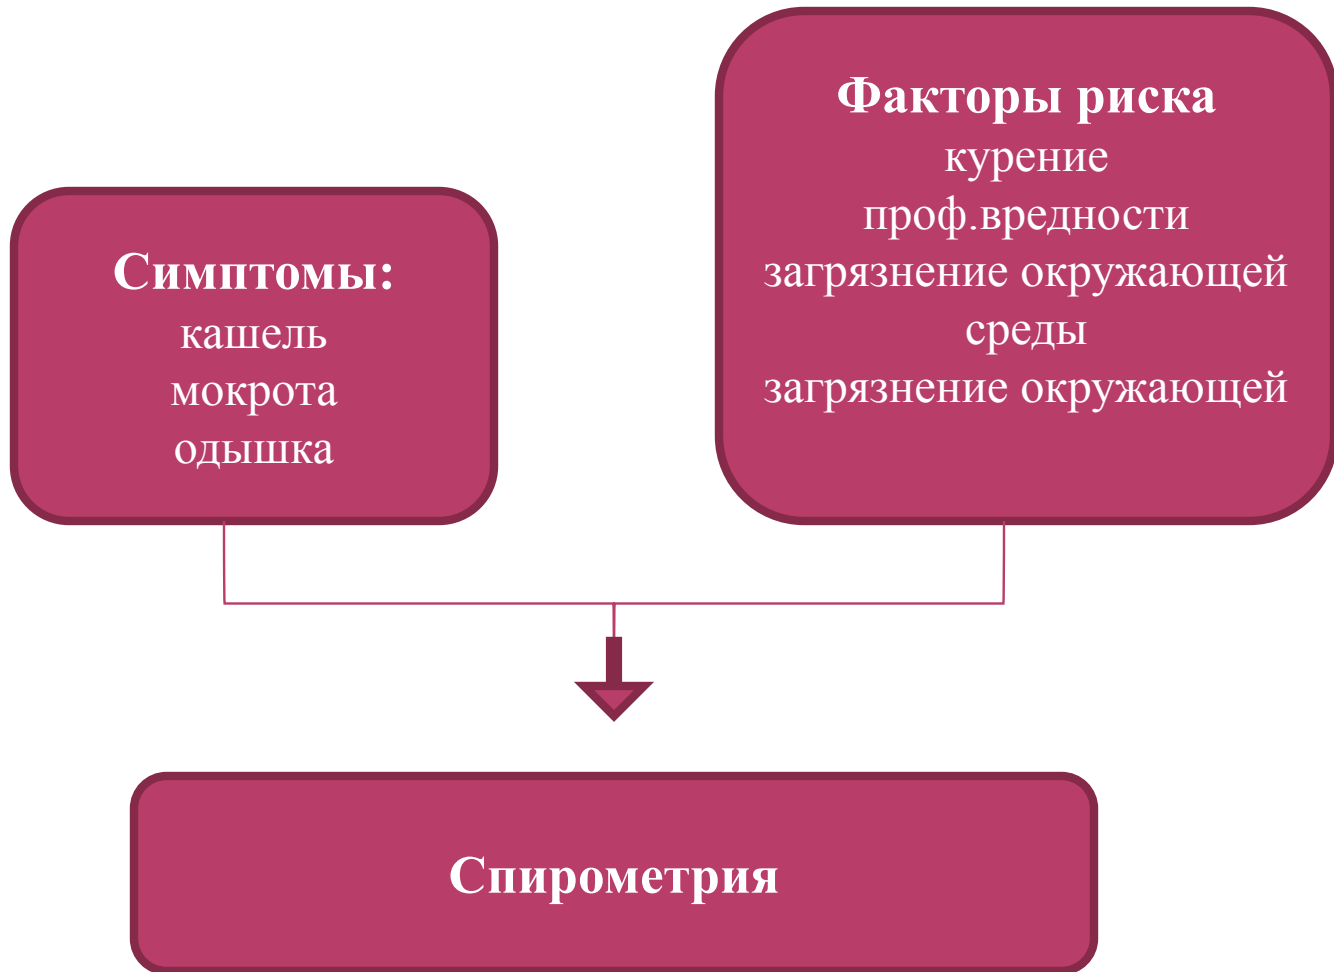 Факторы риска
курение
проф.вредности
загрязнение окружающей
среды
загрязнение окружающей
Симптомы:
кашель
мокрота
одышка
Спирометрия